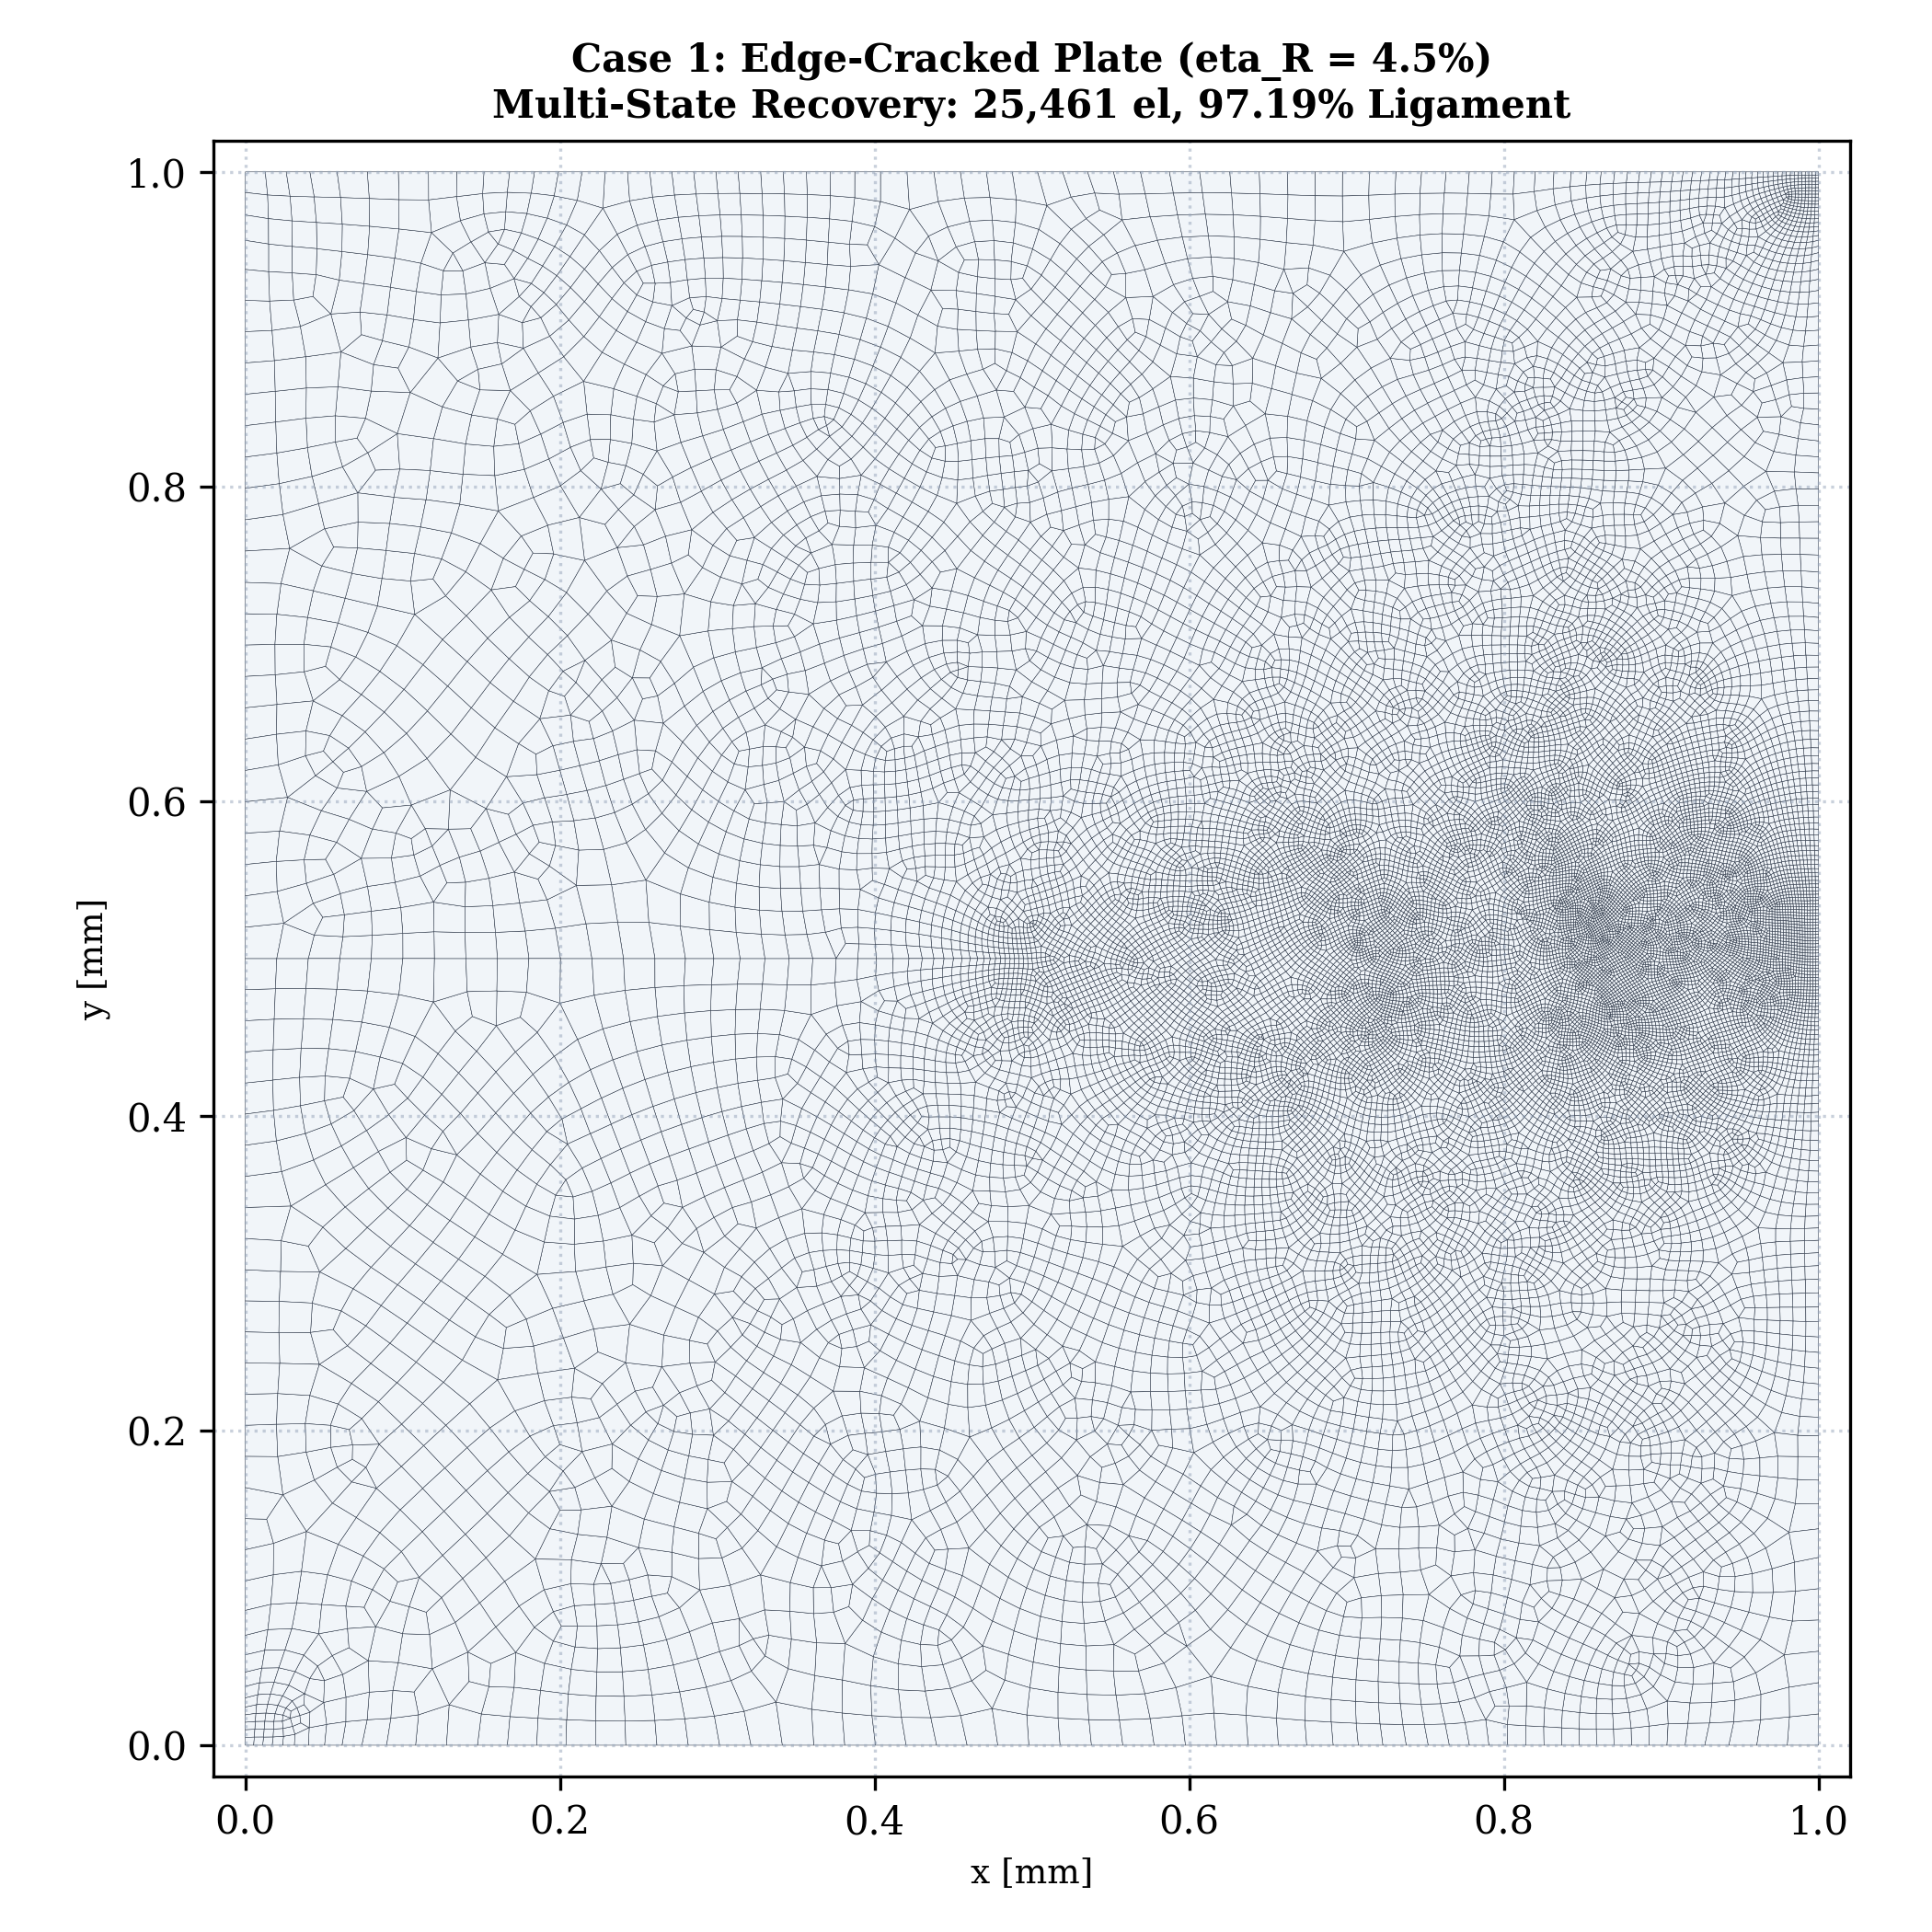 Case 1: Edge-Cracked Plate (eta_R = 4.5%)
Multi-State Recovery: 25,461 el, 97.19% Ligament
1.0
0.8
0.6
0.4
0.2
0.0
y [mm]
0.0 0.2 0.4 0.6 0.8 1.0
x [mm]